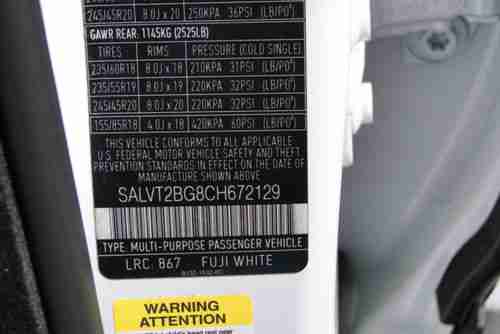 245/45R20 8.0J x 20 250KPA 36PSI (LB/PO²)
GAWR REAR: 1145KG (2525LB)
TIRES RIMS PRESSURE (COLD SINGLE)
235/60R18 8.0J x 18 210KPA 31PSI (LB/PO²)
235/55R19 8.0J x 19 220KPA 32PSI (LB/PO²)
245/45R20 8.0J x 20 220KPA 32PSI (LB/PO²)
155/85R18 4.0J x 18 420KPA 60PSI (LB/PO²)
THIS VEHICLE CONFORMS TO ALL APPLICABLE
U.S. FEDERAL MOTOR VEHICLE SAFETY AND THEFT
PREVENTION STANDARDS IN EFFECT ON THE DATE OF
MANUFACTURE SHOWN ABOVE.
SALVT2BG8CH672129
TYPE: MULTI-PURPOSE PASSENGER VEHICLE
LRC: 867 FUJI WHITE
WARNING
ATTENTION